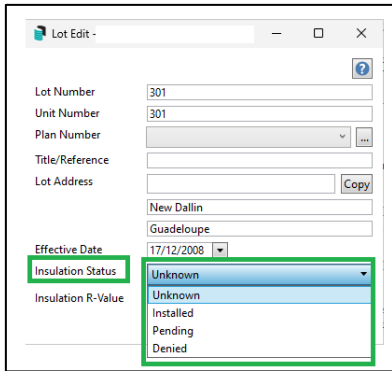 Lot Edit -
Lot Number 301
Unit Number 301
Plan Number ...
Title/Reference
Lot Address Copy
New Dallin
Guadeloupe
Effective Date 17/12/2008
Insulation Status Unknown
Insulation R-Value Unknown
Installed
Pending
Denied